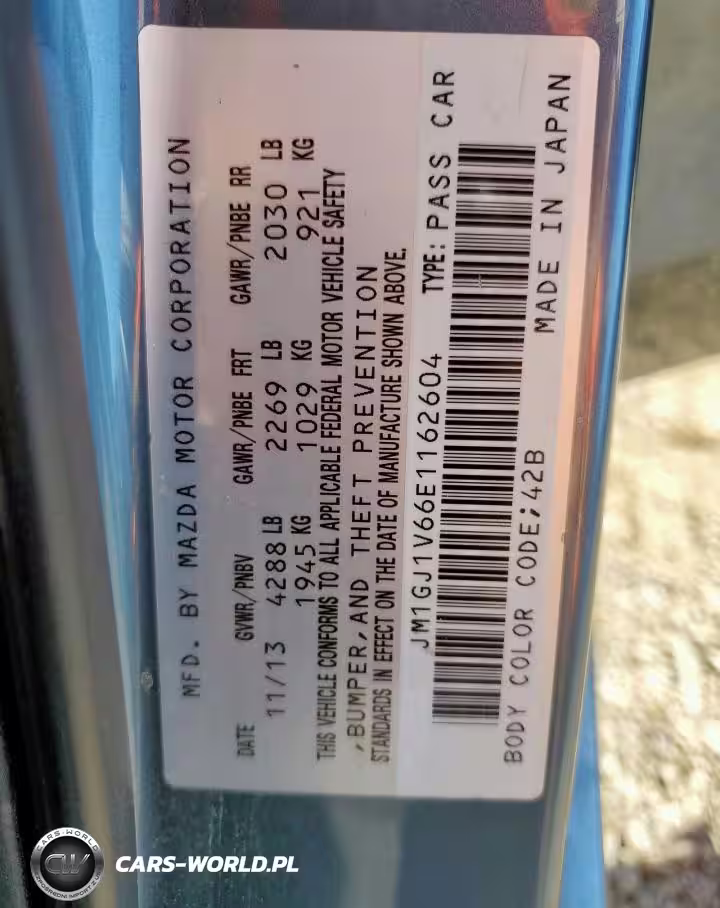 MFD. BY MAZDA MOTOR CORPORATION
DATE GVWR/PNBV GAWR/PNBE FRT GAWR/PNBE RR
11/13 4288 LB 2269 LB 2030 LB
1945 KG 1029 KG 921 KG
THIS VEHICLE CONFORMS TO ALL APPLICABLE FEDERAL MOTOR VEHICLE SAFETY
,BUMPER,AND THEFT PREVENTION
STANDARDS IN EFFECT ON THE DATE OF MANUFACTURE SHOWN ABOVE.
JM1GJ1V66E1162604 TYPE: PASS CAR
BODY COLOR CODE;42B MADE IN JAPAN
CARS-WORLD
CW
CARS-WORLD.PL